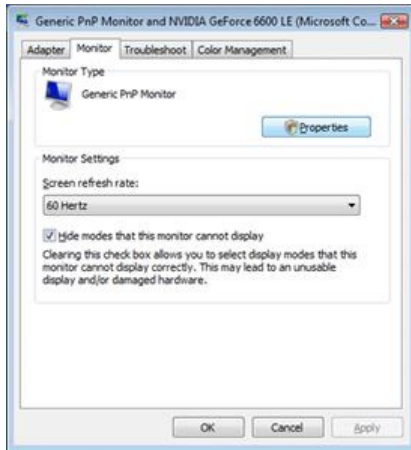 Generic PnP Monitor and NVIDIA GeForce 6600 LE (Microsoft Co...
Adapter Monitor Troubleshoot Color Management
Monitor Type
Generic PnP Monitor
Properties
Monitor Settings
Screen refresh rate:
60 Hertz
Hide modes that this monitor cannot display
Clearing this check box allows you to select display modes that this
monitor cannot display correctly. This may lead to an unusable
display and/or damaged hardware.
OK Cancel Apply